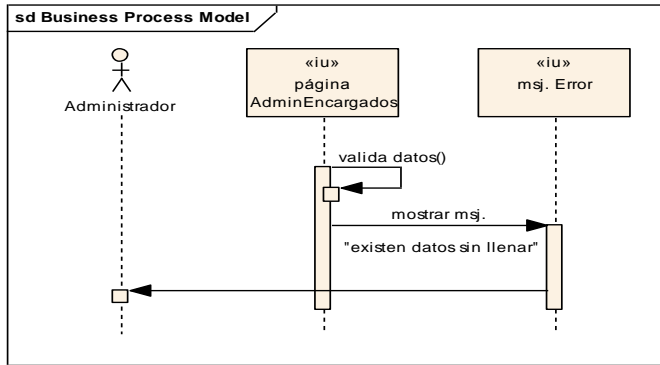 sd Business Process Model
Administrador
«iu»
página
AdminEncargados
«iu»
msj. Error
valida datos()
mostrar msj.
"existen datos sin llenar"